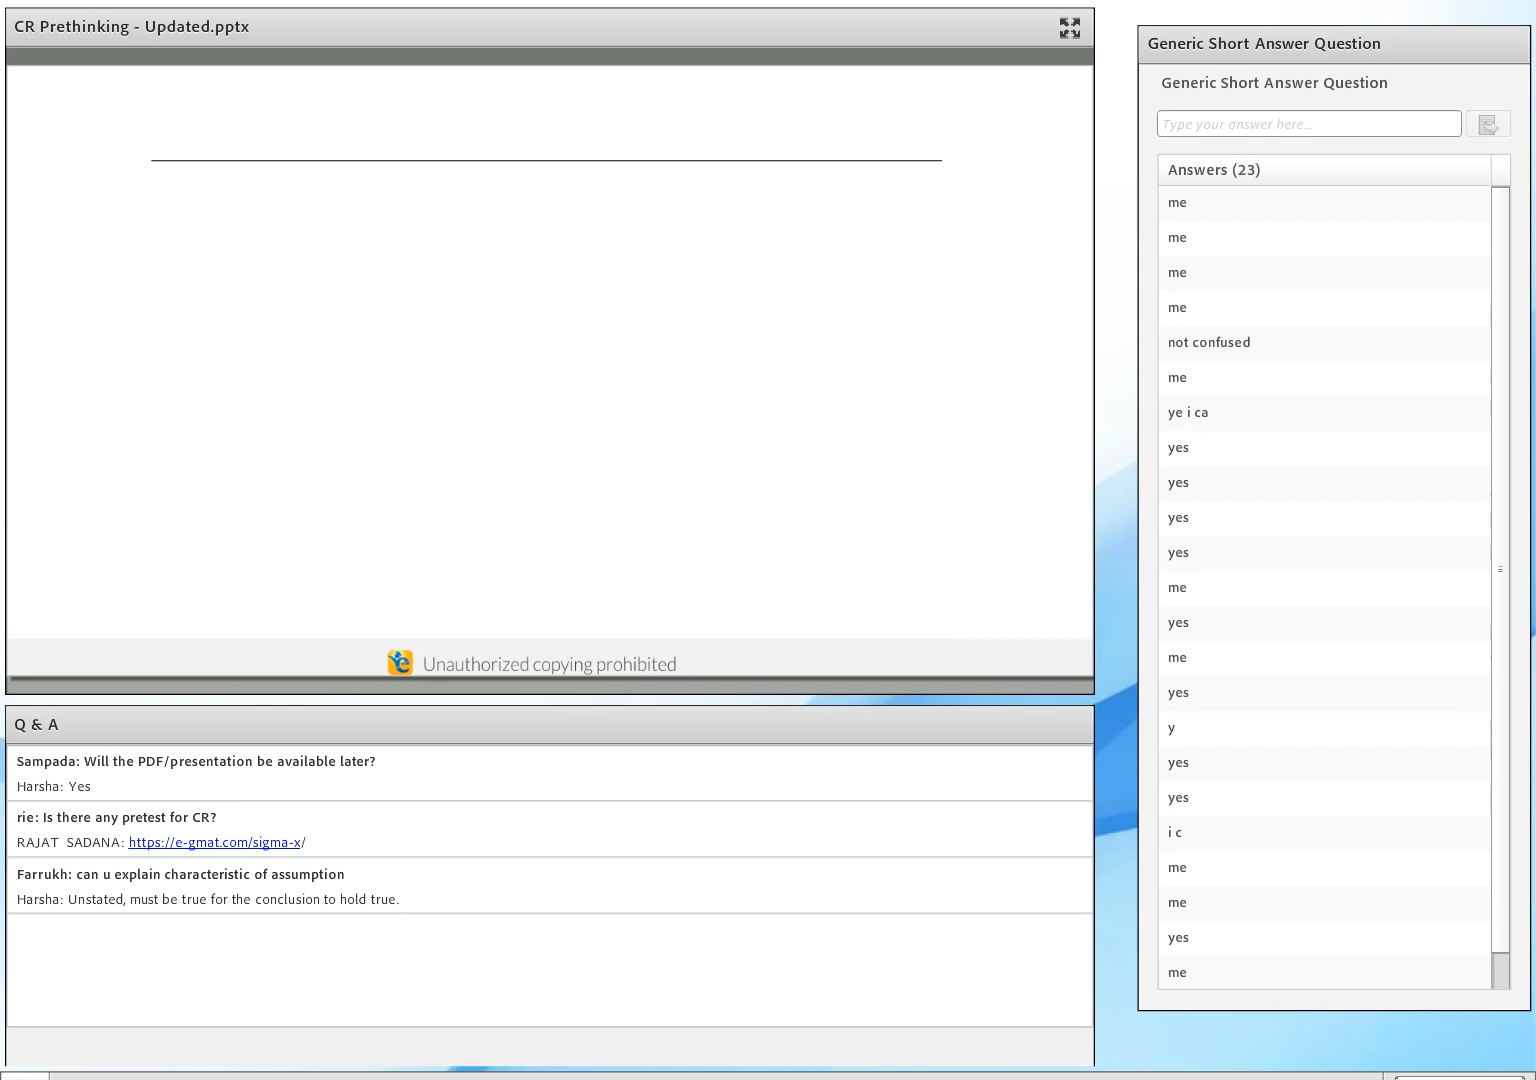 CR Prethinking - Updated.pptx
Unauthorized copying prohibited
Q & A
Sampada: Will the PDF/presentation be available later?
Harsha: Yes
rie: Is there any pretest for CR?
RAJAT SADANA: https://e-gmat.com/sigma-x/
Farrukh: can u explain characteristic of assumption
Harsha: Unstated, must be true for the conclusion to hold true.
Generic Short Answer Question
Generic Short Answer Question
Type your answer here...
Answers (23)
me
me
me
me
not confused
me
ye i ca
yes
yes
yes
yes
me
yes
me
yes
y
yes
yes
i c
me
me
yes
me